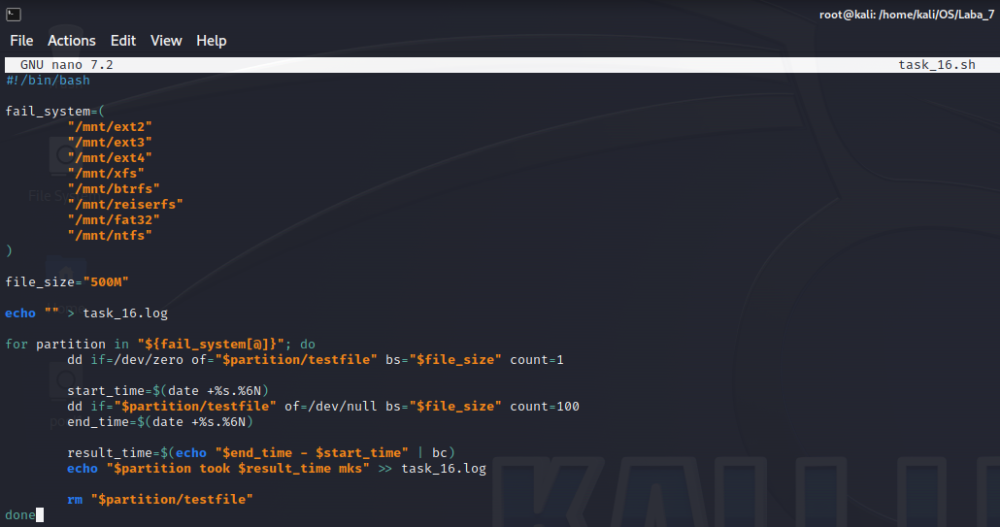 root@kali: /home/kali/OS/Laba_7
File Actions Edit View Help
GNU nano 7.2 task_16.sh
#!/bin/bash
fail_system=(
"/mnt/ext2"
"/mnt/ext3"
"/mnt/ext4"
"/mnt/xfs"
"/mnt/btrfs"
"/mnt/reiserfs"
"/mnt/fat32"
"/mnt/ntfs"
)
file_size="500M"
echo "" > task_16.log
for partition in "${fail_system[@]}"; do
dd if=/dev/zero of="$partition/testfile" bs="$file_size" count=1
start_time=$(date +%s.%6N)
dd if="$partition/testfile" of=/dev/null bs="$file_size" count=100
end_time=$(date +%s.%6N)
result_time=$(echo "$end_time - $start_time" | bc)
echo "$partition took $result_time mks" >> task_16.log
rm "$partition/testfile"
done